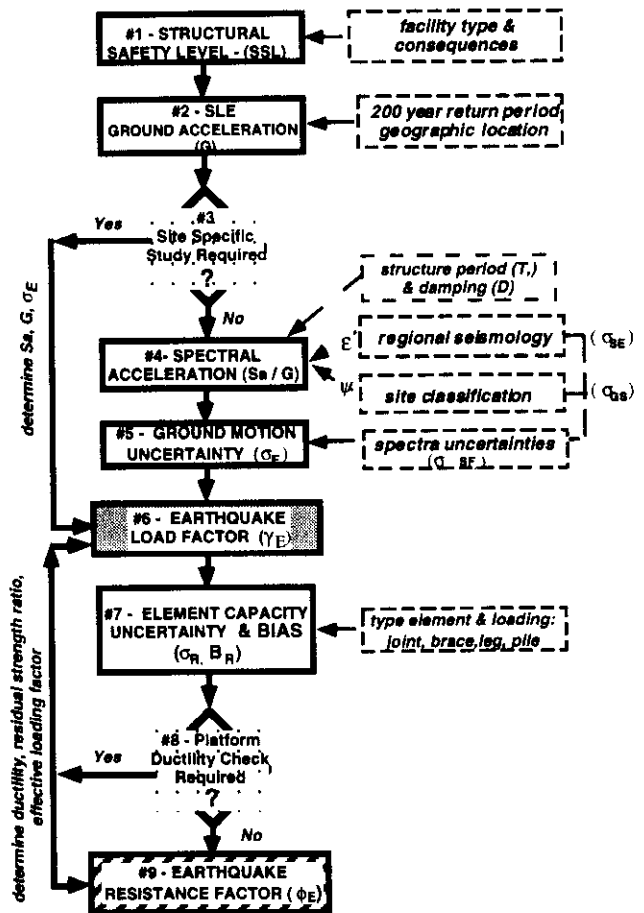 #1 - STRUCTURAL
SAFETY LEVEL - (SSL)
facility type &
consequences
#2 - SLE
GROUND ACCELERATION
(G)
200 year return period
geographic location
#3
Site Specific
Study Required
?
Yes
No
determine Sa, G, σE
structure period (T,)
& damping (D)
#4- SPECTRAL
ACCELERATION (Sa / G)
ε'
regional seismology
(σSE)
ψ
site classification
(σGS)
#5 - GROUND MOTION
UNCERTAINTY (σE)
spectra uncertainties
(σ SE)
#6 - EARTHQUAKE
LOAD FACTOR (γE)
#7 - ELEMENT CAPACITY
UNCERTAINTY & BIAS
(σR, BR)
type element & loading:
joint, brace, leg, pile
#8 - Platform
Ductility Check
Required
?
Yes
No
determine ductility, residual strength ratio,
effective loading factor
#9 - EARTHQUAKE
RESISTANCE FACTOR (ϕE)